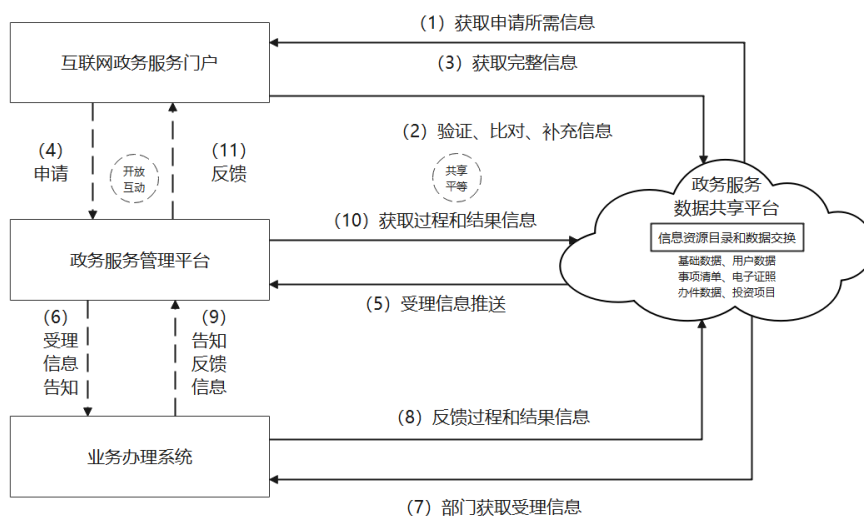 （1）获取申请所需信息
互联网政务服务门户
（3）获取完整信息
（2）验证、比对、补充信息
（4）
申请
开放
互动
（11）
反馈
共享
平等
政务服务
数据共享平台
信息资源目录和数据交换
基础数据、用户数据
事项清单、电子证照
办件数据、投资项目
（10）获取过程和结果信息
政务服务管理平台
（5）受理信息推送
（6）
受理
信息
告知
（9）
告知
反馈
信息
（8）反馈过程和结果信息
业务办理系统
（7）部门获取受理信息